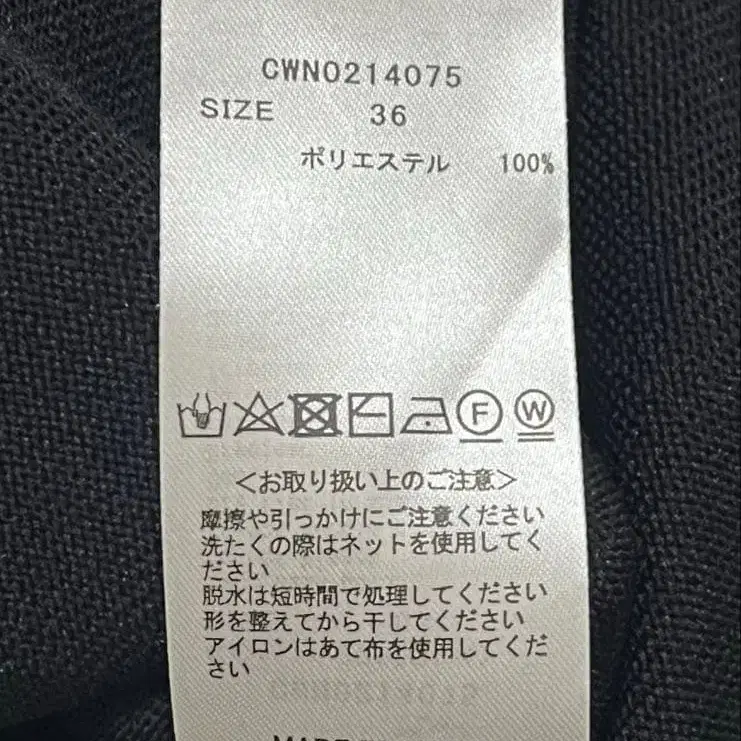 CWN0214075
SIZE 36
ポリエステル 100%
F W
<お取り扱い上のご注意>
摩擦や引っかけにご注意ください
洗たくの際はネットを使用してく
ださい
脱水は短時間で処理してください
形を整えてから干してください
アイロンはあて布を使用してくだ
さい